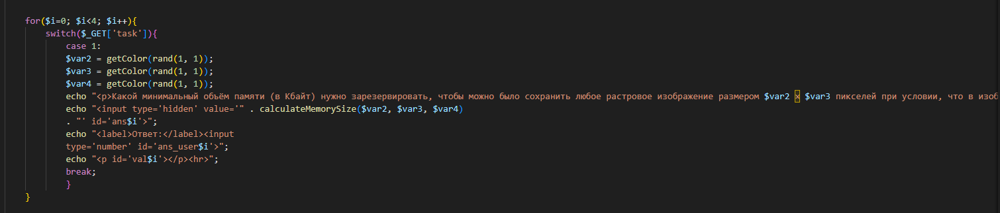 for($i=0; $i<4; $i++){
switch($_GET['task']){
case 1:
$var2 = getColor(rand(1, 1));
$var3 = getColor(rand(1, 1));
$var4 = getColor(rand(1, 1));
echo "<p>Какой минимальный объём памяти (в Кбайт) нужно зарезервировать, чтобы можно было сохранить любое растровое изображение размером $var2 × $var3 пикселей при условии, что в изоб
echo "<input type='hidden' value='" . calculateMemorySize($var2, $var3, $var4)
. "' id='ans$i'>";
echo "<label>Ответ:</label><input
type='number' id='ans_user$i'>";
echo "<p id='val$i'></p><hr>";
break;
}
}